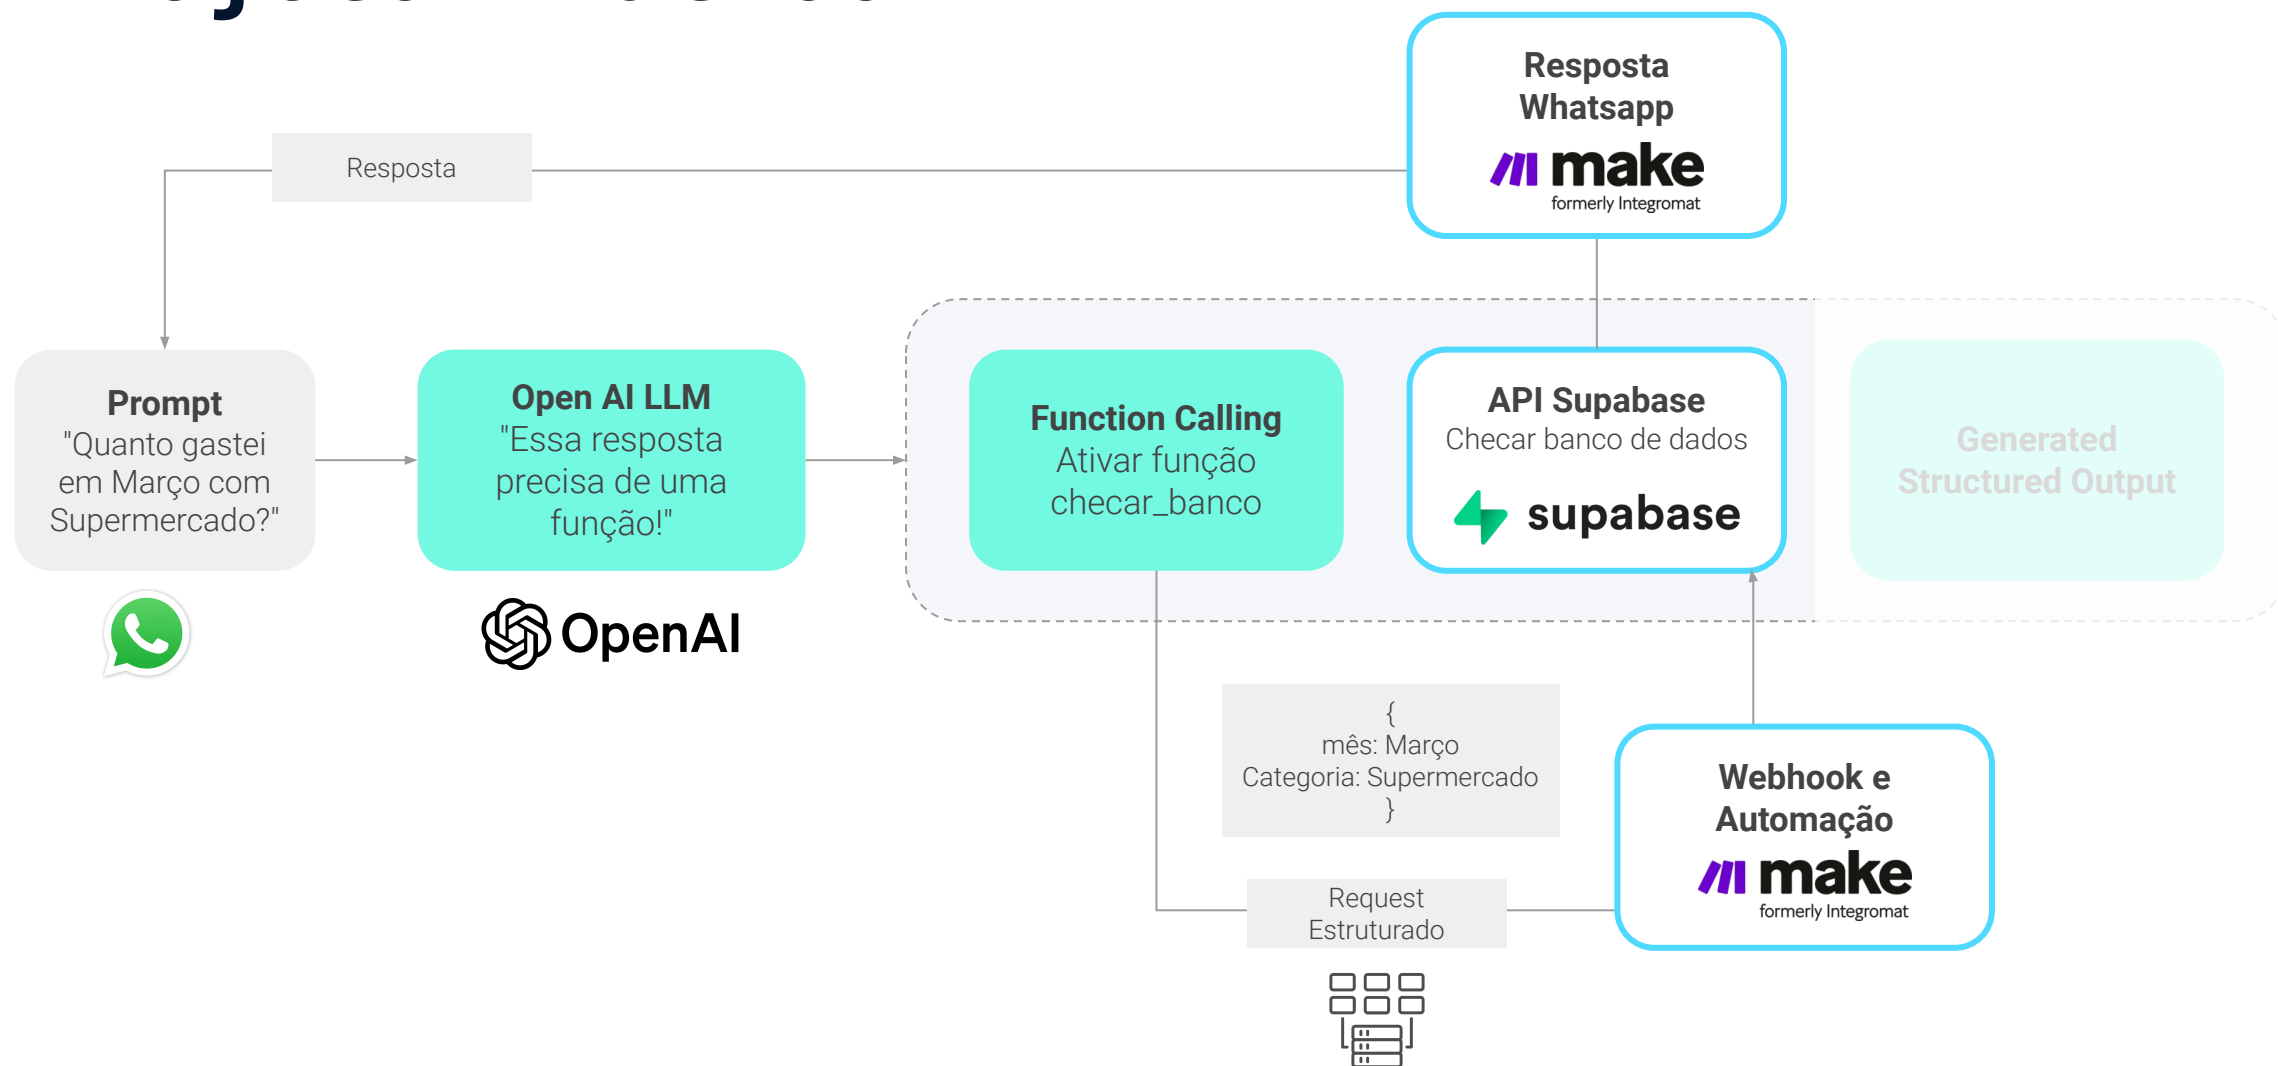 Resposta
Whatsapp
make
formerly Integromat
Resposta
Prompt
"Quanto gastei
em Março com
Supermercado?"
Open AI LLM
"Essa resposta
precisa de uma
função!"
OpenAI
Function Calling
Ativar função
checar_banco
API Supabase
Checar banco de dados
supabase
Generated
Structured Output
{
mês: Março
Categoria: Supermercado
}
Request
Estruturado
Webhook e
Automação
make
formerly Integromat